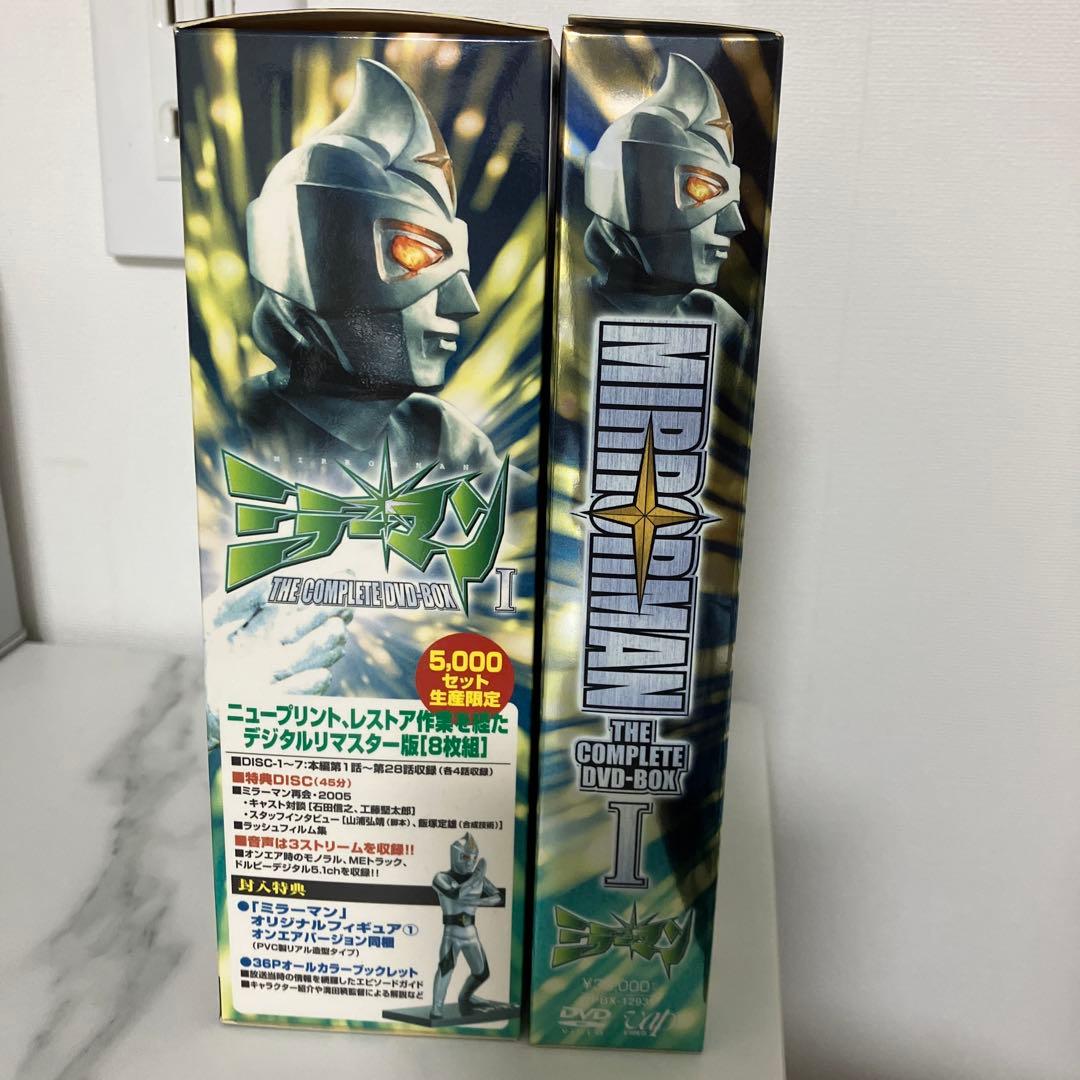 MIRRORMAN
ミラーマン
THE COMPLETE DVD-BOX I
5,000
セット
生産限定
ニュープリント、レストア作業を経た
デジタルリマスター版[8枚組]
■DISC-1〜7:本編第1話〜第28話収録(各4話収録)
■特典DISC(45分)
■ミラーマン再会・2005
・キャスト対談[石田信之、工藤堅太郎]
・スタッフインタビュー[山浦弘靖(脚本)、飯塚定雄(合成技術)]
■ラッシュフィルム集
■音声は3ストリームを収録!!
■オンエア時のモノラル、MEトラック、
ドルビーデジタル5.1chを収録!!
封入特典
●「ミラーマン」
オリジナルフィギュア①
オンエアバージョン同梱
(PVC製リアル造型タイプ)
●36Pオールカラーブックレット
■放送当時の情報を網羅したエピソードガイド
■キャラクター紹介や満田穧監督による解説など
MIRRORMAN
THE
COMPLETE
DVD-BOX
I
ミラーマン
DVD
VIDEO